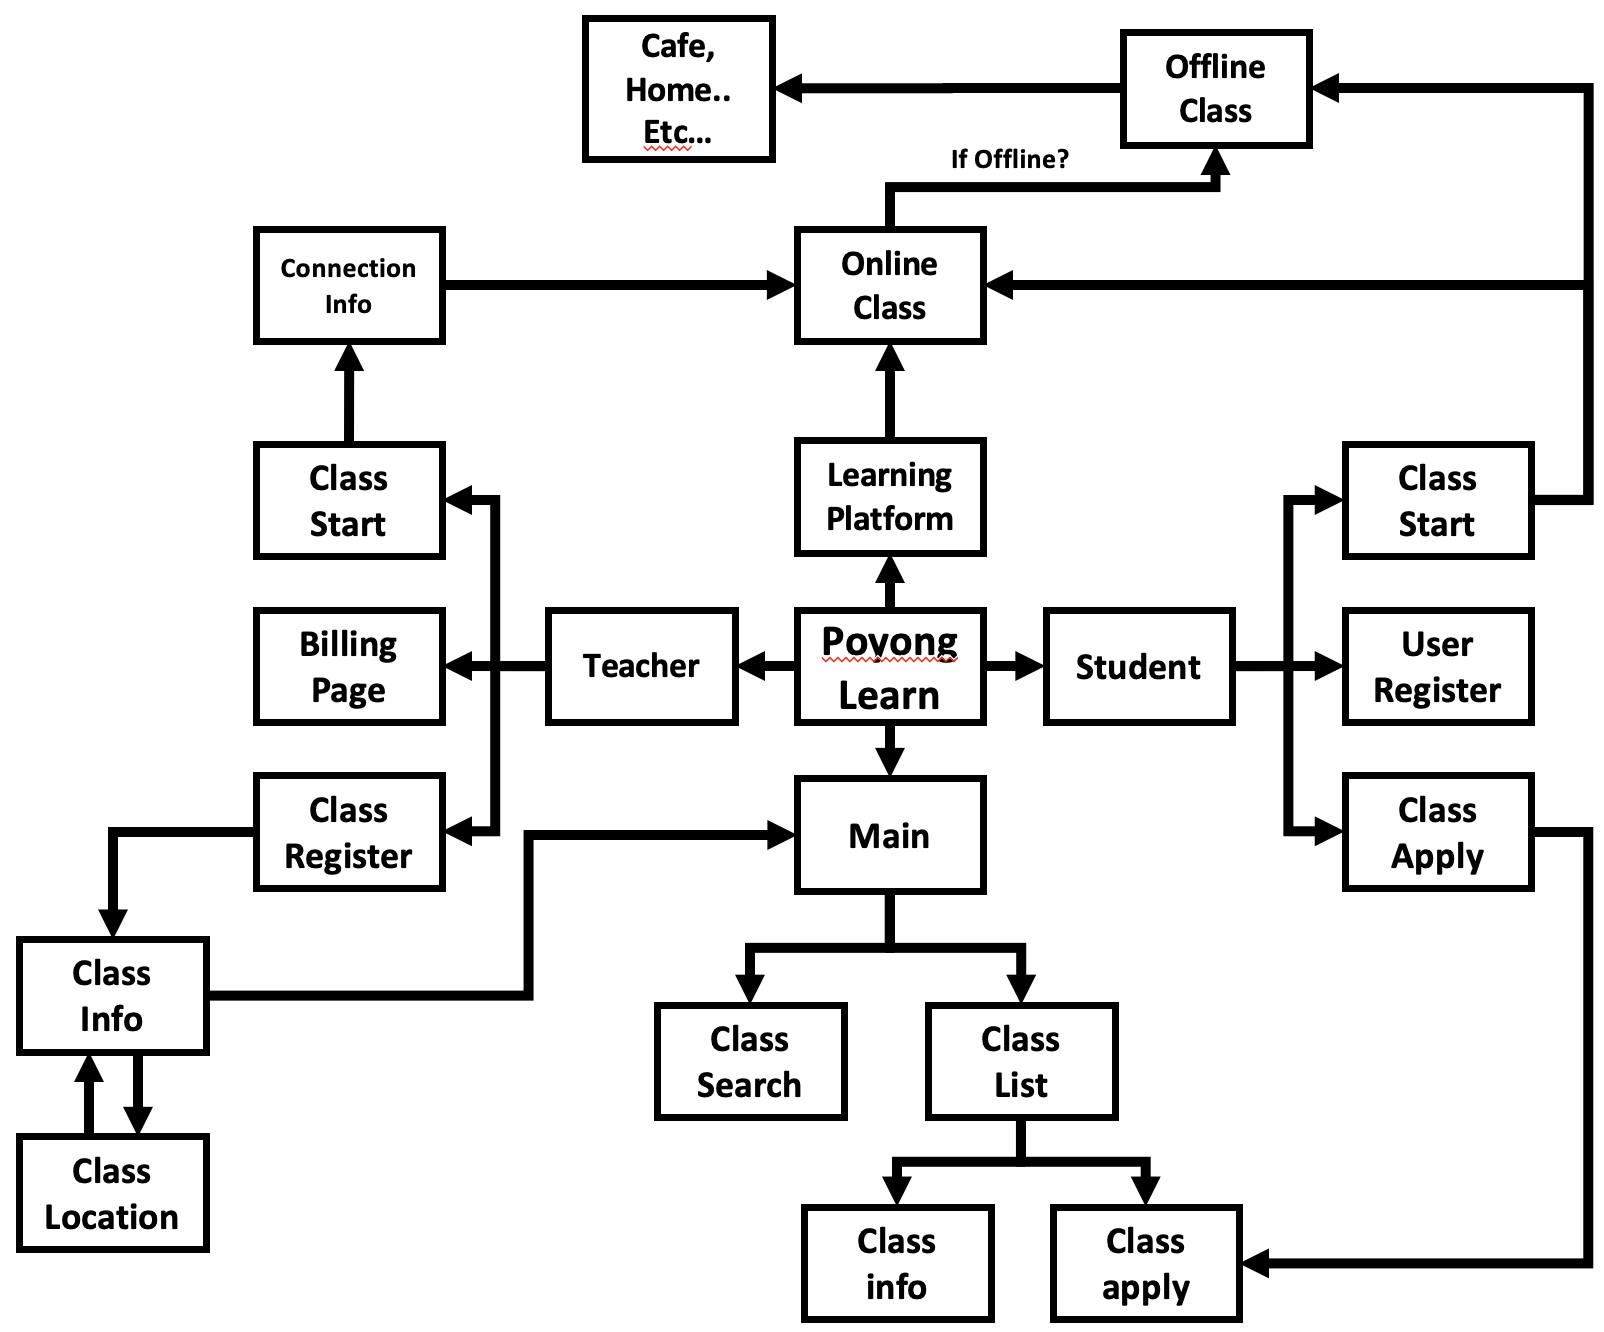 Cafe,
Home..
Etc...
Offline
Class
If Offline?
Connection
Info
Online
Class
Class
Start
Learning
Platform
Class
Start
Billing
Page
Teacher
Povong
Learn
Student
User
Register
Class
Register
Main
Class
Apply
Class
Info
Class
Search
Class
List
Class
Location
Class
info
Class
apply